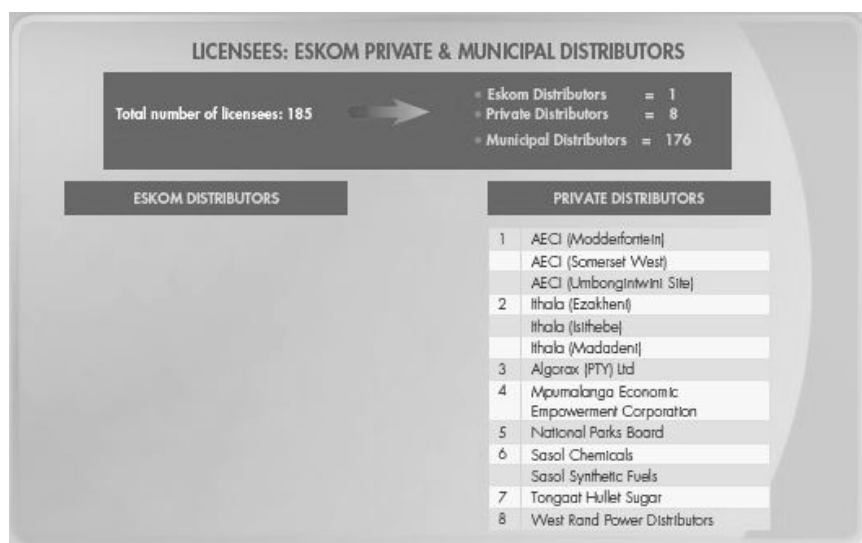 LICENSEES: ESKOM PRIVATE & MUNICIPAL DISTRIBUTORS
Total number of licensees: 185
Eskom Distributors = 1
Private Distributors = 8
Municipal Distributors = 176
ESKOM DISTRIBUTORS
PRIVATE DISTRIBUTORS
1 AECI (Modderfontein)
AECI (Somerset West)
AECI (Umbongintwini Site)
2 Ithala (Ezakheni)
Ithala (Isithebe)
Ithala (Madadeni)
3 Algorax (PTY) Ltd
4 Mpumalanga Economic
Empowerment Corporation
5 National Parks Board
6 Sasol Chemicals
Sasol Synthetic Fuels
7 Tongaat Hullet Sugar
8 West Rand Power Distributors